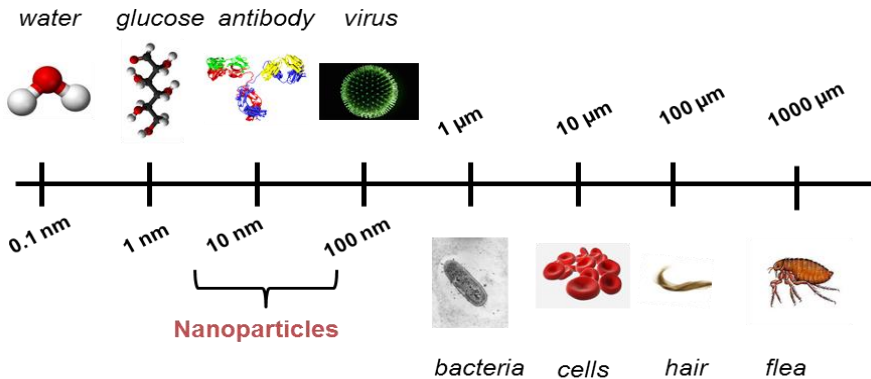 water glucose antibody virus
1 µm 10 µm 100 µm 1000 µm
0.1 nm 1 nm 10 nm 100 nm
Nanoparticles
bacteria cells hair flea